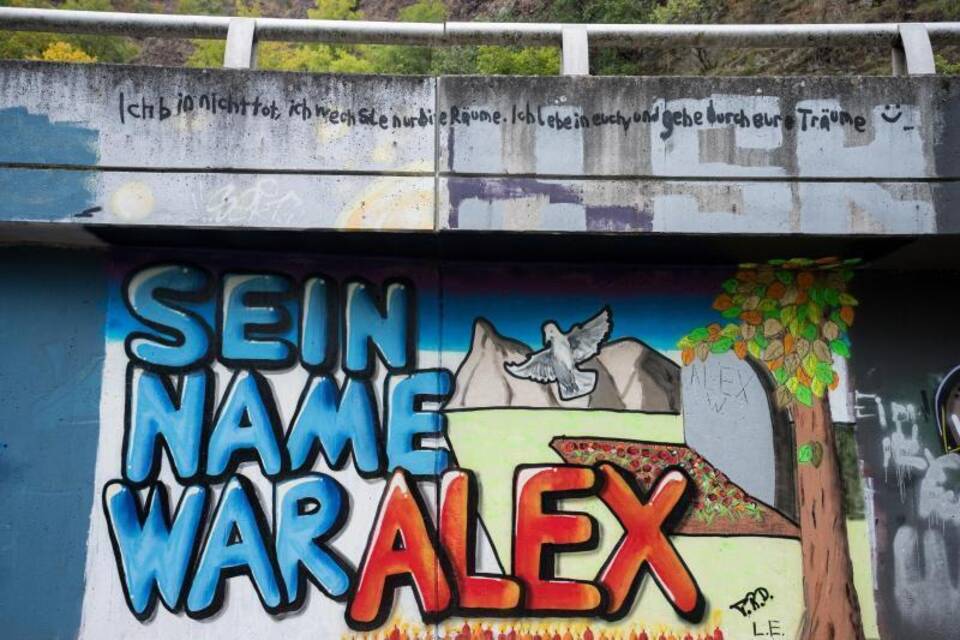 Ich bin nicht tot, ich wechsle nur die Räume. Ich lebe in euch und gehe durch eure Träume
SEIN
NAME
WAR ALEX
ALEX
W
T.R.D.
L.E.